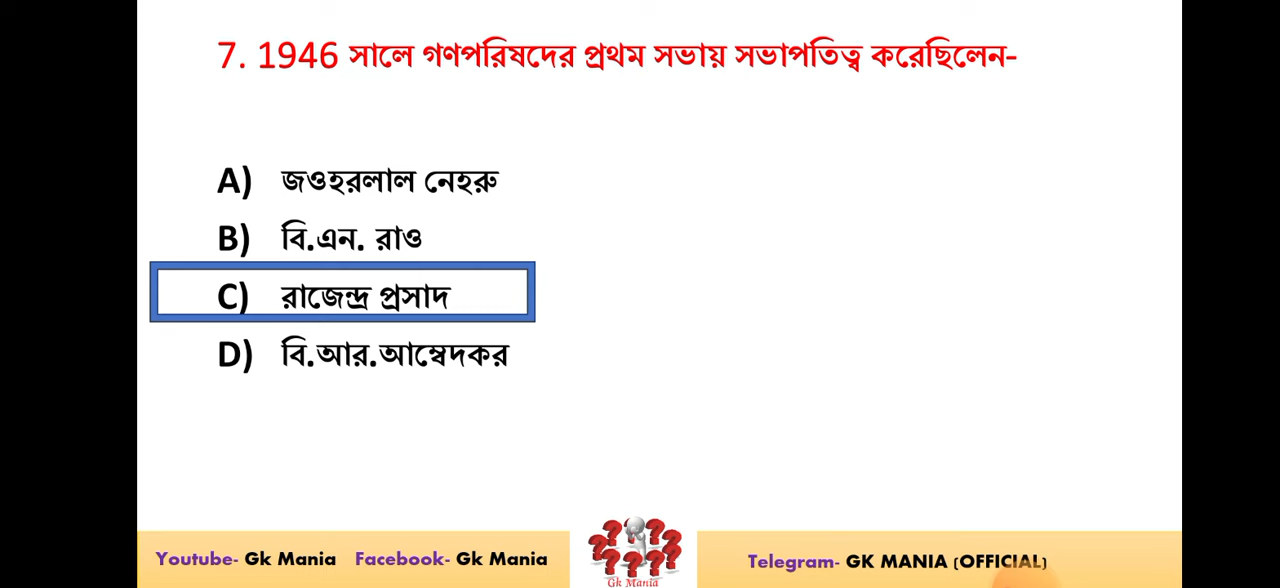 7. 1946 সালে গণপরিষদের প্রথম সভায় সভাপতিত্ব করেছিলেন-
A) জওহরলাল নেহরু
B) বি.এন. রাও
C) রাজেন্দ্র প্রসাদ
D) বি.আর.আম্বেদকর
Youtube- Gk Mania Facebook- Gk Mania
Gk Mania
Telegram- GK MANIA (OFFICIAL)